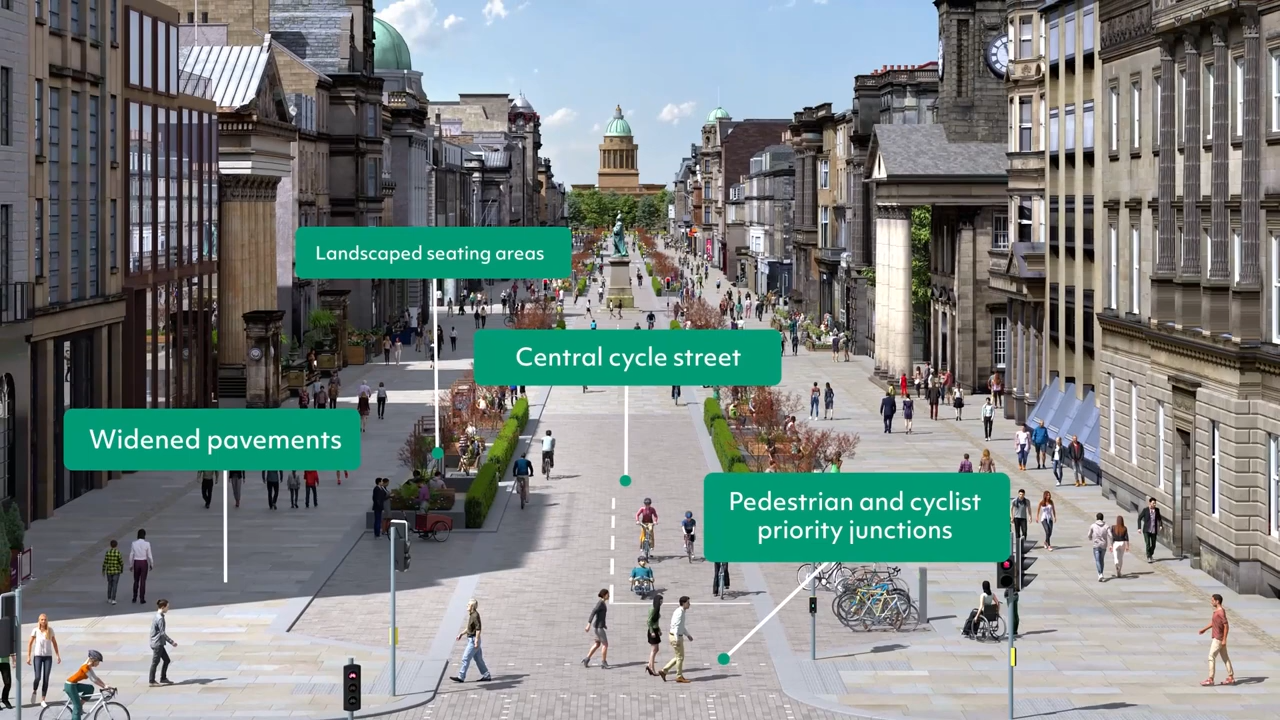 Landscaped seating areas
Central cycle street
Widened pavements
Pedestrian and cyclist
priority junctions